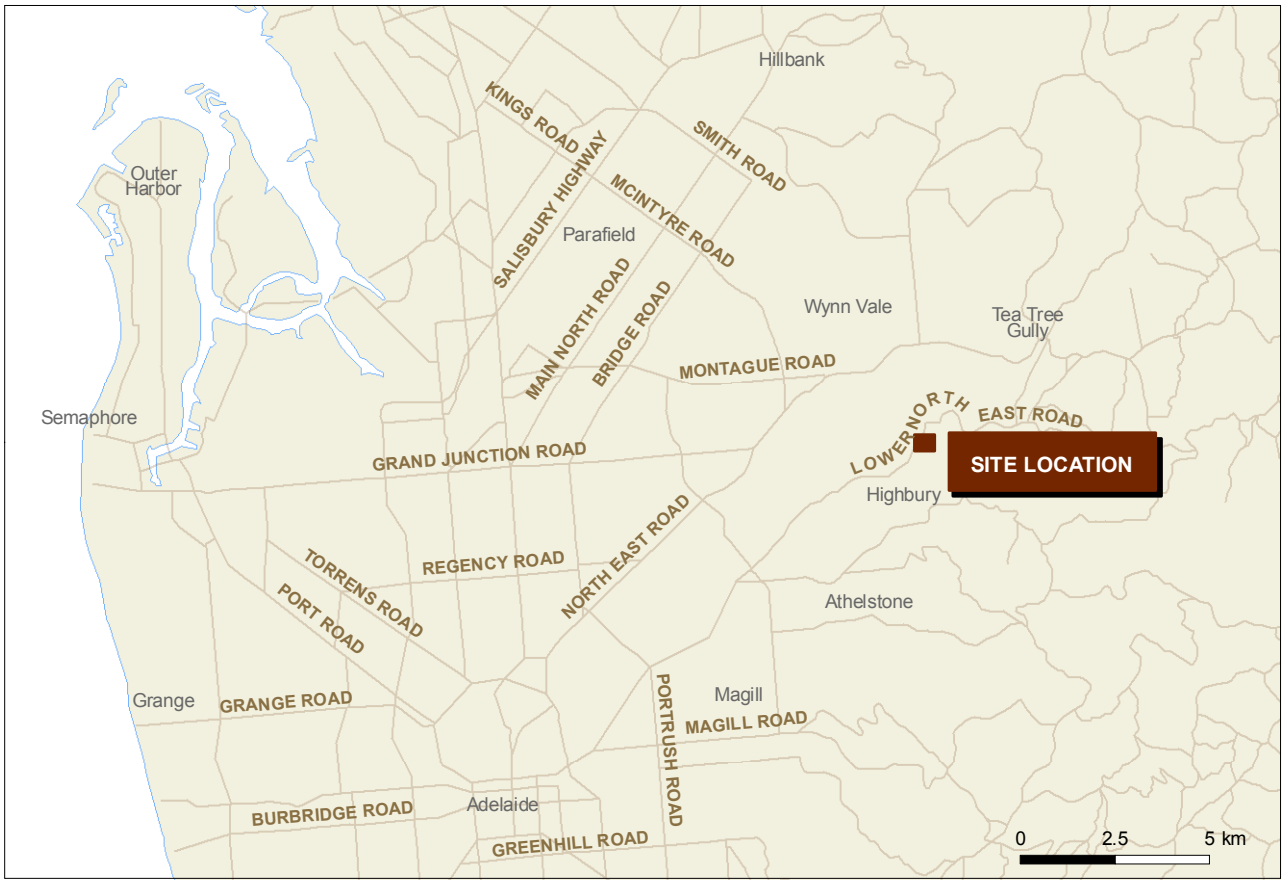 Hillbank
KINGS ROAD
SMITH ROAD
Outer
Harbor
SALISBURY HIGHWAY
MCINTYRE ROAD
Parafield
MAIN NORTH ROAD
BRIDGE ROAD
Wynn Vale
Tea Tree
Gully
MONTAGUE ROAD
Semaphore
LOWERNORTH EAST ROAD
GRAND JUNCTION ROAD
SITE LOCATION
Highbury
NORTH EAST ROAD
REGENCY ROAD
TORRENS ROAD
PORT ROAD
Athelstone
Grange
GRANGE ROAD
Magill
PORTRUSH ROAD
MAGILL ROAD
Adelaide
BURBRIDGE ROAD
GREENHILL ROAD
0 2.5 5 km